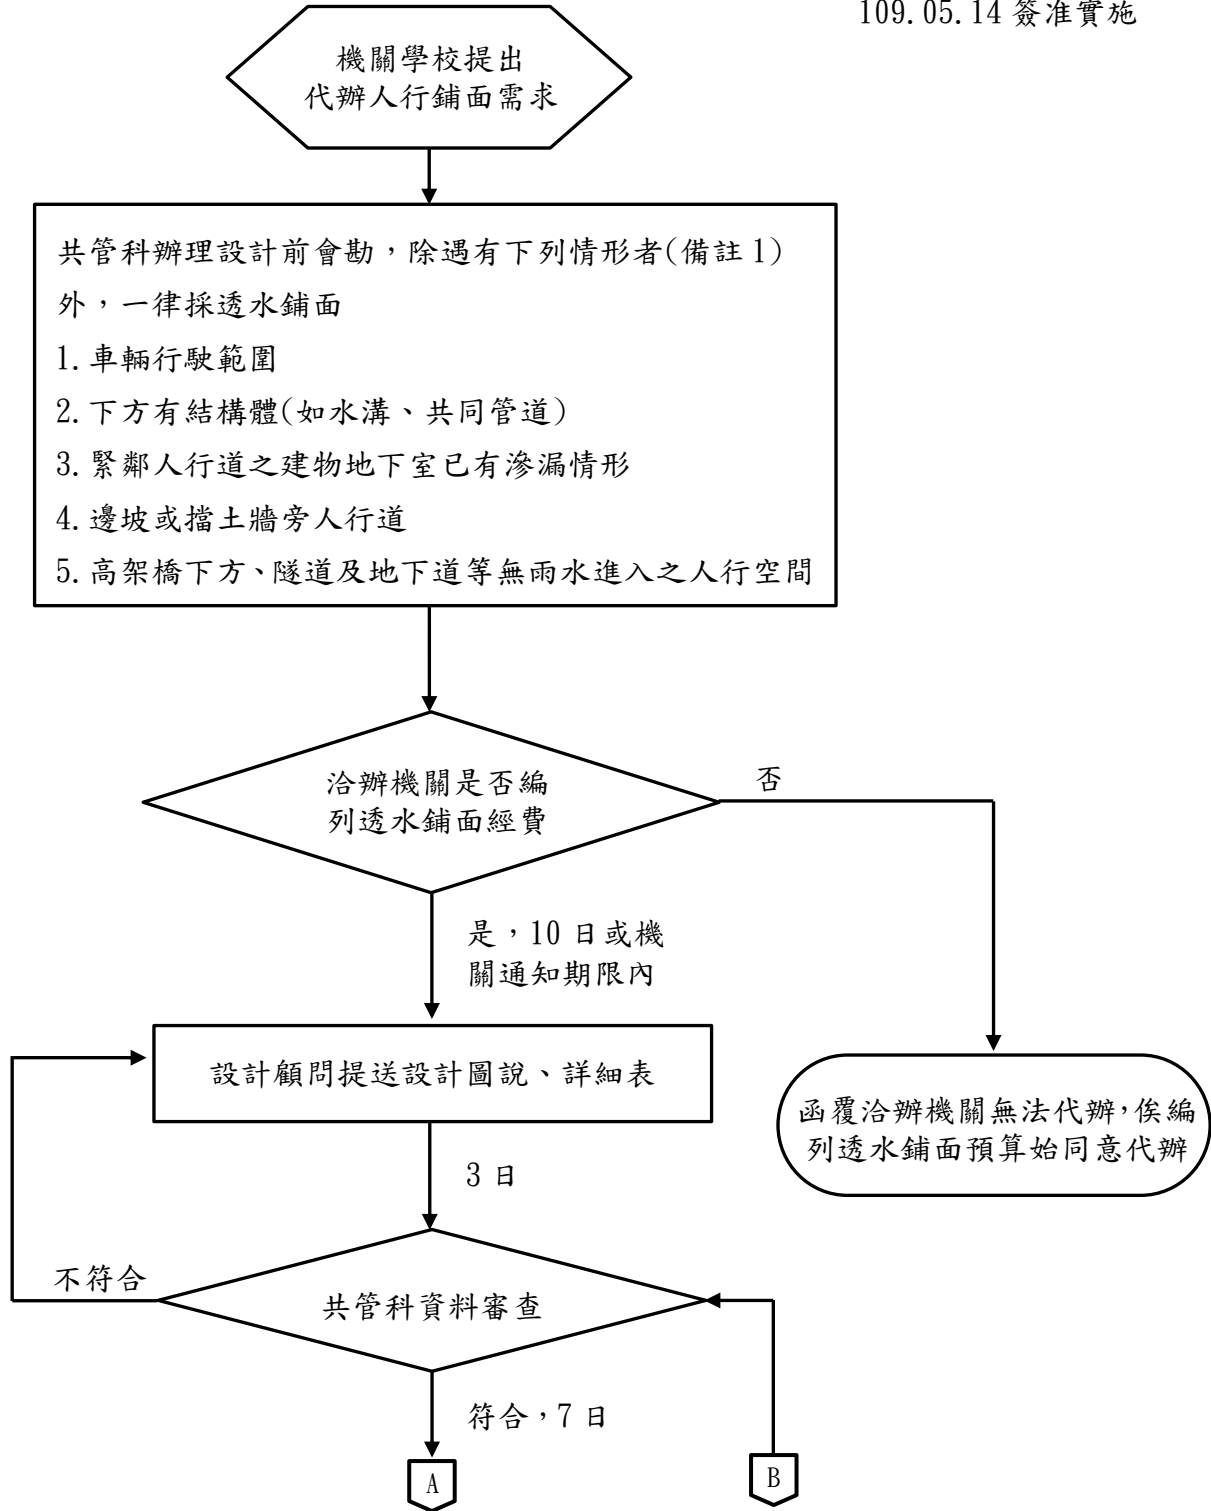 109.05.14 簽准實施
機關學校提出
代辦人行鋪面需求
共管科辦理設計前會勘，除遇有下列情形者(備註 1)
外，一律採透水鋪面
1.車輛行駛範圍
2.下方有結構體(如水溝、共同管道)
3.緊鄰人行道之建物地下室已有滲漏情形
4.邊坡或擋土牆旁人行道
5.高架橋下方、隧道及地下道等無雨水進入之人行空間
洽辦機關是否編
列透水鋪面經費
否
是，10 日或機
關通知期限內
設計顧問提送設計圖說、詳細表
函覆洽辦機關無法代辦，俟編
列透水鋪面預算始同意代辦
3 日
不符合
共管科資料審查
符合，7 日
A
B